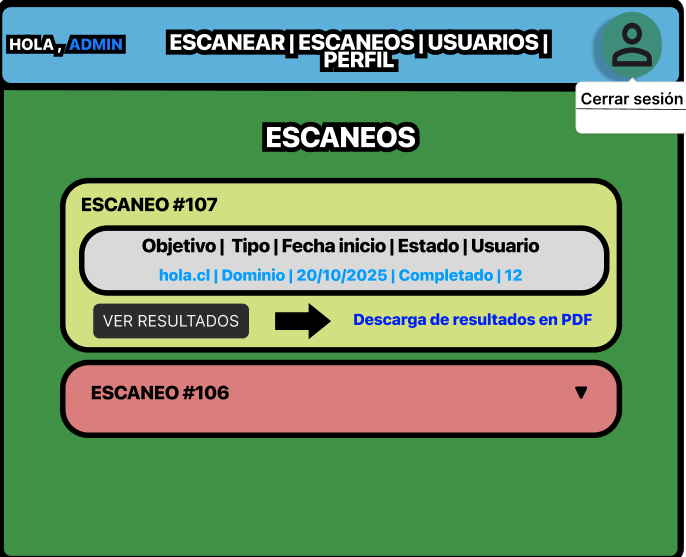 HOLA , ADMIN
ESCANEAR | ESCANEOS | USUARIOS |
PERFIL
Cerrar sesión
ESCANEOS
ESCANEO #107
Objetivo | Tipo | Fecha inicio | Estado | Usuario
hola.cl | Dominio | 20/10/2025 | Completado | 12
VER RESULTADOS
Descarga de resultados en PDF
ESCANEO #106